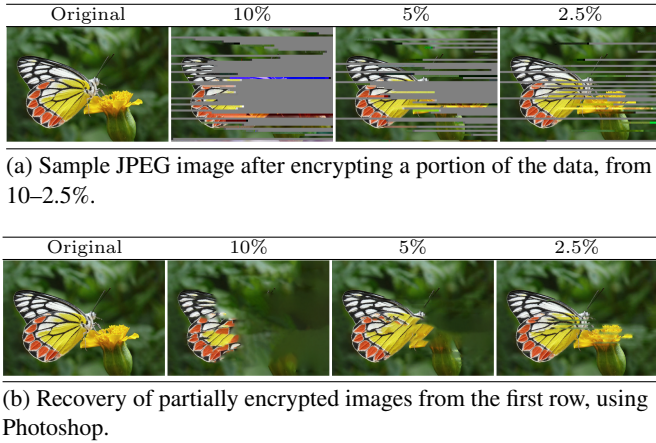 Original 10% 5% 2.5%
(a) Sample JPEG image after encrypting a portion of the data, from
10–2.5%.
Original 10% 5% 2.5%
(b) Recovery of partially encrypted images from the first row, using
Photoshop.